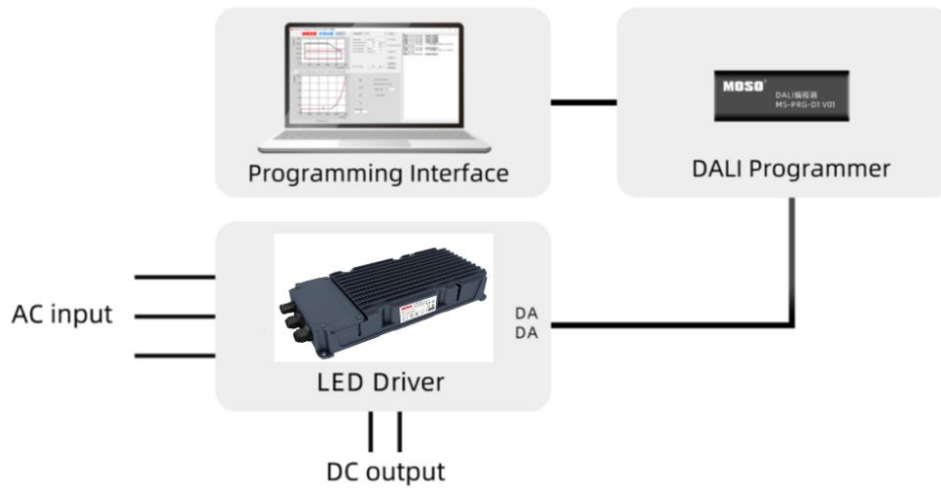 MOSO
DALI编程器
MS-PRG-01 V01
Programming Interface
DALI Programmer
AC input
DA
DA
LED Driver
DC output